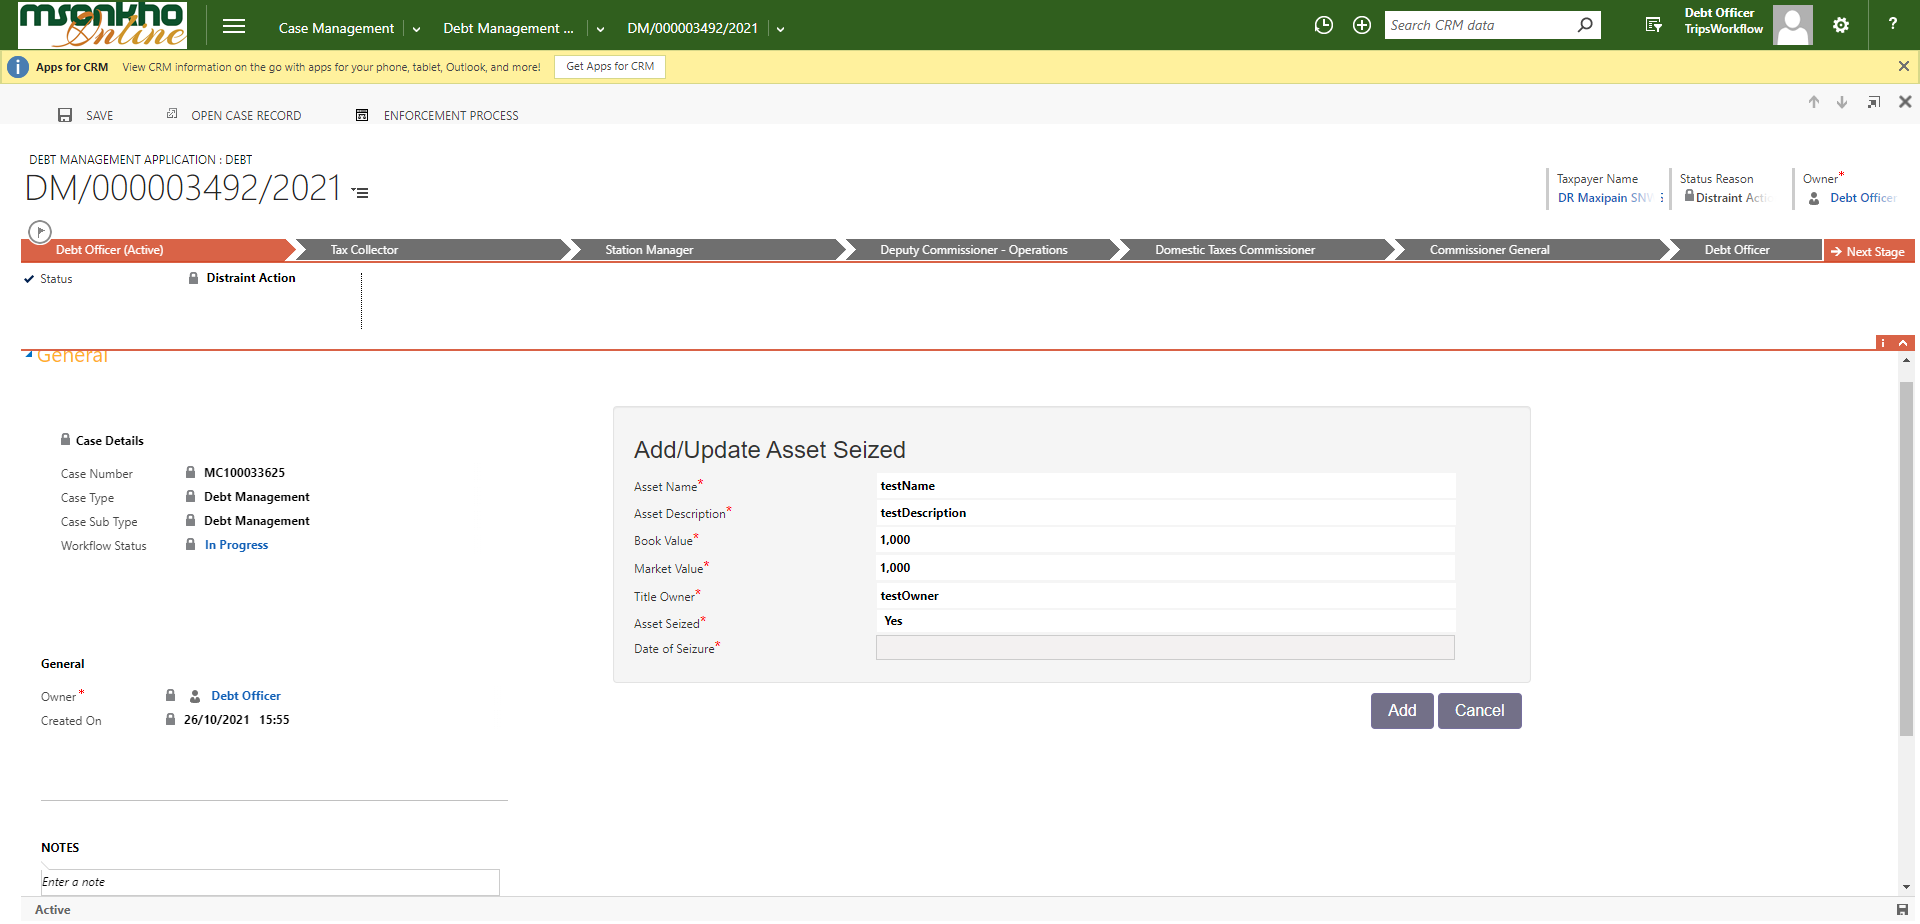 msonkho
Online
Case Management
Debt Management ...
DM/000003492/2021
Search CRM data
Debt Officer
TripsWorkflow
?
Apps for CRM
View CRM information on the go with apps for your phone, tablet, Outlook, and more!
Get Apps for CRM
SAVE
OPEN CASE RECORD
ENFORCEMENT PROCESS
DEBT MANAGEMENT APPLICATION : DEBT
DM/000003492/2021
Taxpayer Name
DR Maxipain SNV
Status Reason
Distraint Actio
Owner*
Debt Officer
Debt Officer (Active)
Tax Collector
Station Manager
Deputy Commissioner - Operations
Domestic Taxes Commissioner
Commissioner General
Debt Officer
Next Stage
Status
Distraint Action
General
Case Details
Case Number
MC100033625
Case Type
Debt Management
Case Sub Type
Debt Management
Workflow Status
In Progress
Add/Update Asset Seized
Asset Name*
testName
Asset Description*
testDescription
Book Value*
1,000
Market Value*
1,000
Title Owner*
testOwner
Asset Seized*
Yes
Date of Seizure*
Add
Cancel
General
Owner*
Debt Officer
Created On
26/10/2021 15:55
NOTES
Enter a note
Active